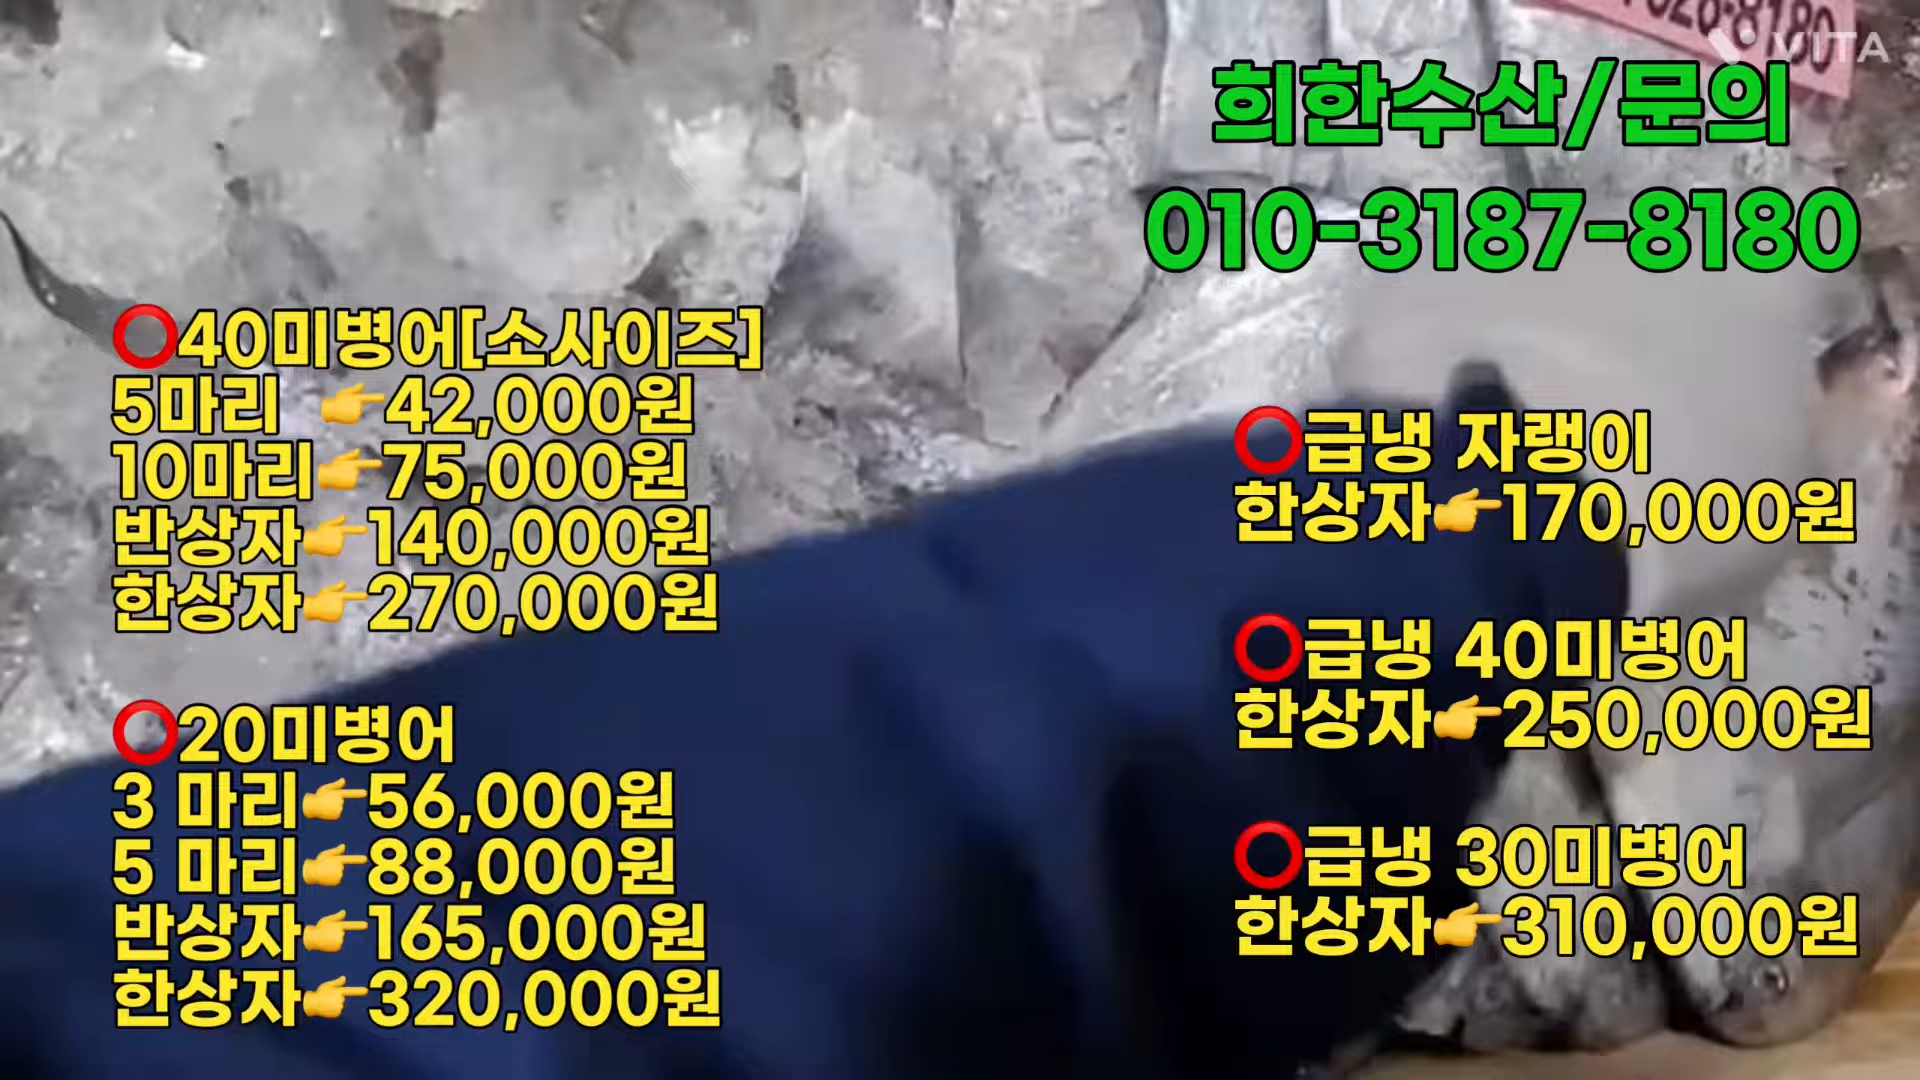 8180
VITA
희한수산/문의
010-3187-8180
⭕40미병어[소사이즈]
5마리 👉42,000원
10마리👉75,000원
반상자👉140,000원
한상자👉270,000원
⭕20미병어
3 마리👉56,000원
5 마리👉88,000원
반상자👉165,000원
한상자👉320,000원
⭕급냉 자랭이
한상자👉170,000원
⭕급냉 40미병어
한상자👉250,000원
⭕급냉 30미병어
한상자👉310,000원